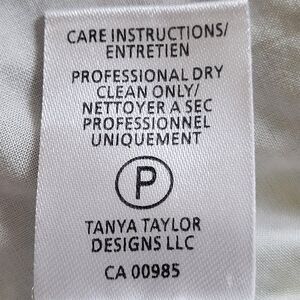 CARE INSTRUCTIONS/
ENTRETIEN
PROFESSIONAL DRY
CLEAN ONLY/
NETTOYER A SEC
PROFESSIONNEL
UNIQUEMENT
P
TANYA TAYLOR
DESIGNS LLC
CA 00985